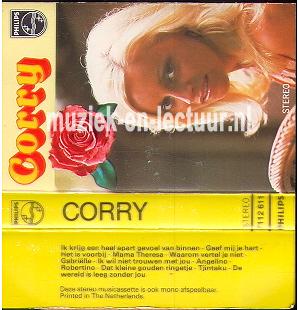 PHILIPS
Corry
STEREO
muziek-en-lectuur.nl
PHILIPS
CORRY
STEREO
7112 611
PHILIPS
Ik krijg een heel apart gevoel van binnen - Geef mij je hart -
Het is voorbij - Mama Theresa - Waarom vertel je niet
Gabriëlle - Ik wil niet trouwen met jou - Angelino -
Robertino - Dat kleine gouden ringetje - Tjintaku - De
wereld is leeg zonder jou.
Deze stereo musicassette is ook mono afspeelbaar.
Printed in The Netherlands.